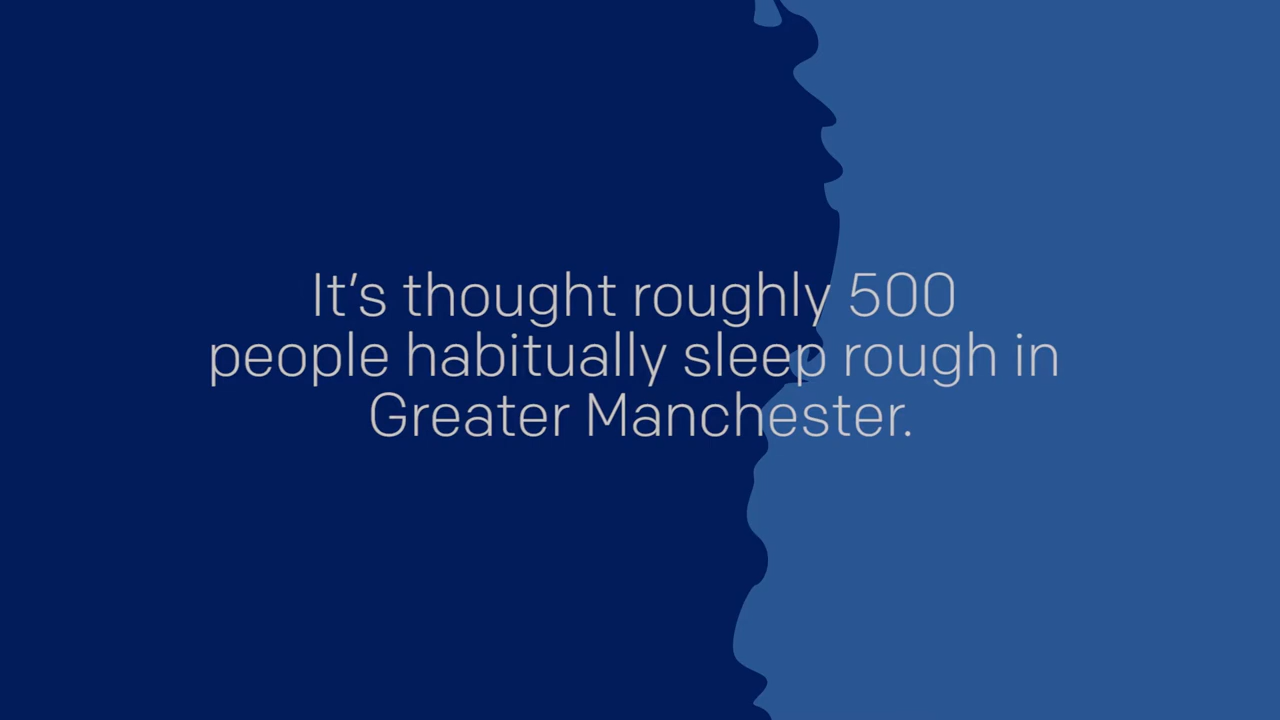 It’s thought roughly 500
people habitually sleep rough in
Greater Manchester.